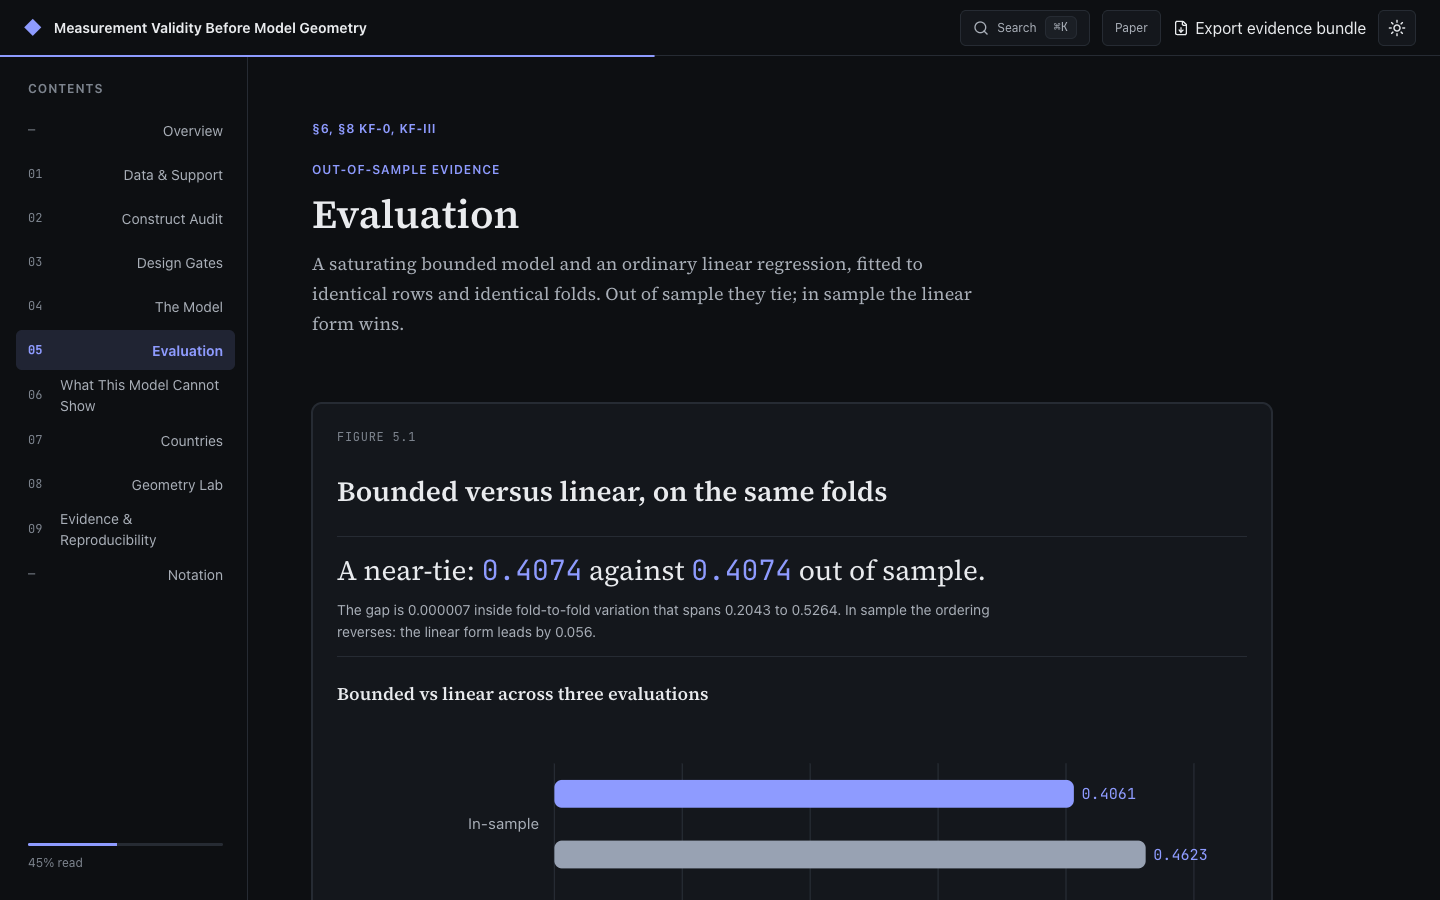 Measurement Validity Before Model Geometry
Search ⌘K
Paper
Export evidence bundle
CONTENTS
— Overview
01 Data & Support
02 Construct Audit
03 Design Gates
04 The Model
05 Evaluation
06 What This Model Cannot
Show
07 Countries
08 Geometry Lab
09 Evidence &
Reproducibility
— Notation
45% read
§6, §8 KF-0, KF-III
OUT-OF-SAMPLE EVIDENCE
Evaluation
A saturating bounded model and an ordinary linear regression, fitted to
identical rows and identical folds. Out of sample they tie; in sample the linear
form wins.
FIGURE 5.1
Bounded versus linear, on the same folds
A near-tie: 0.4074 against 0.4074 out of sample.
The gap is 0.000007 inside fold-to-fold variation that spans 0.2043 to 0.5264. In sample the ordering
reverses: the linear form leads by 0.056.
Bounded vs linear across three evaluations
0.4061
In-sample
0.4623